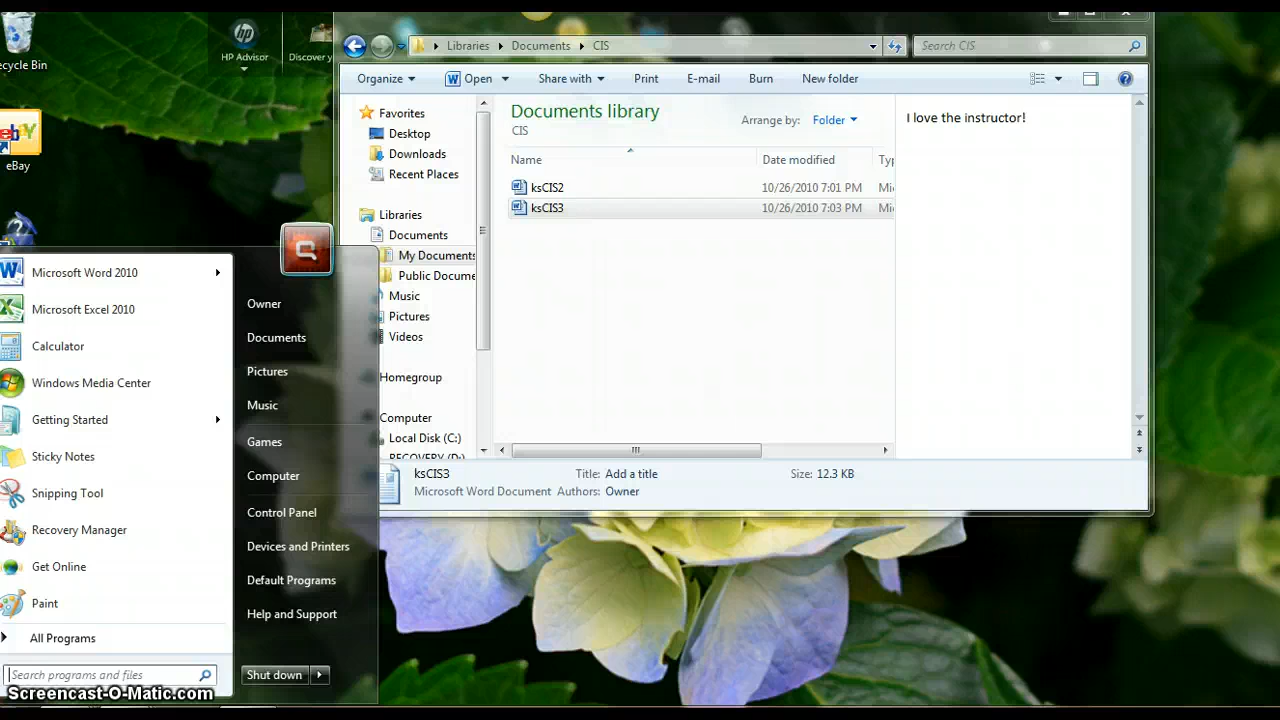 ecycle Bin
HP Advisor
Discover y
eBay
Libraries Documents CIS
Search CIS
Organize Open Share with Print E-mail Burn New folder
Favorites
Desktop
Downloads
Recent Places
Libraries
Documents
My Documents
Public Docume
Music
Pictures
Videos
Homegroup
Computer
Local Disk (C:)
RECOVERY (D:)
Documents library
CIS
Arrange by: Folder
Name Date modified Typ
ksCIS2 10/26/2010 7:01 PM Mic
ksCIS3 10/26/2010 7:03 PM Mic
I love the instructor!
ksCIS3 Title: Add a title Size: 12.3 KB
Microsoft Word Document Authors: Owner
Microsoft Word 2010
Microsoft Excel 2010
Calculator
Windows Media Center
Getting Started
Sticky Notes
Snipping Tool
Recovery Manager
Get Online
Paint
All Programs
Search programs and files
Owner
Documents
Pictures
Music
Games
Computer
Control Panel
Devices and Printers
Default Programs
Help and Support
Shut down
Screencast-O-Matic.com